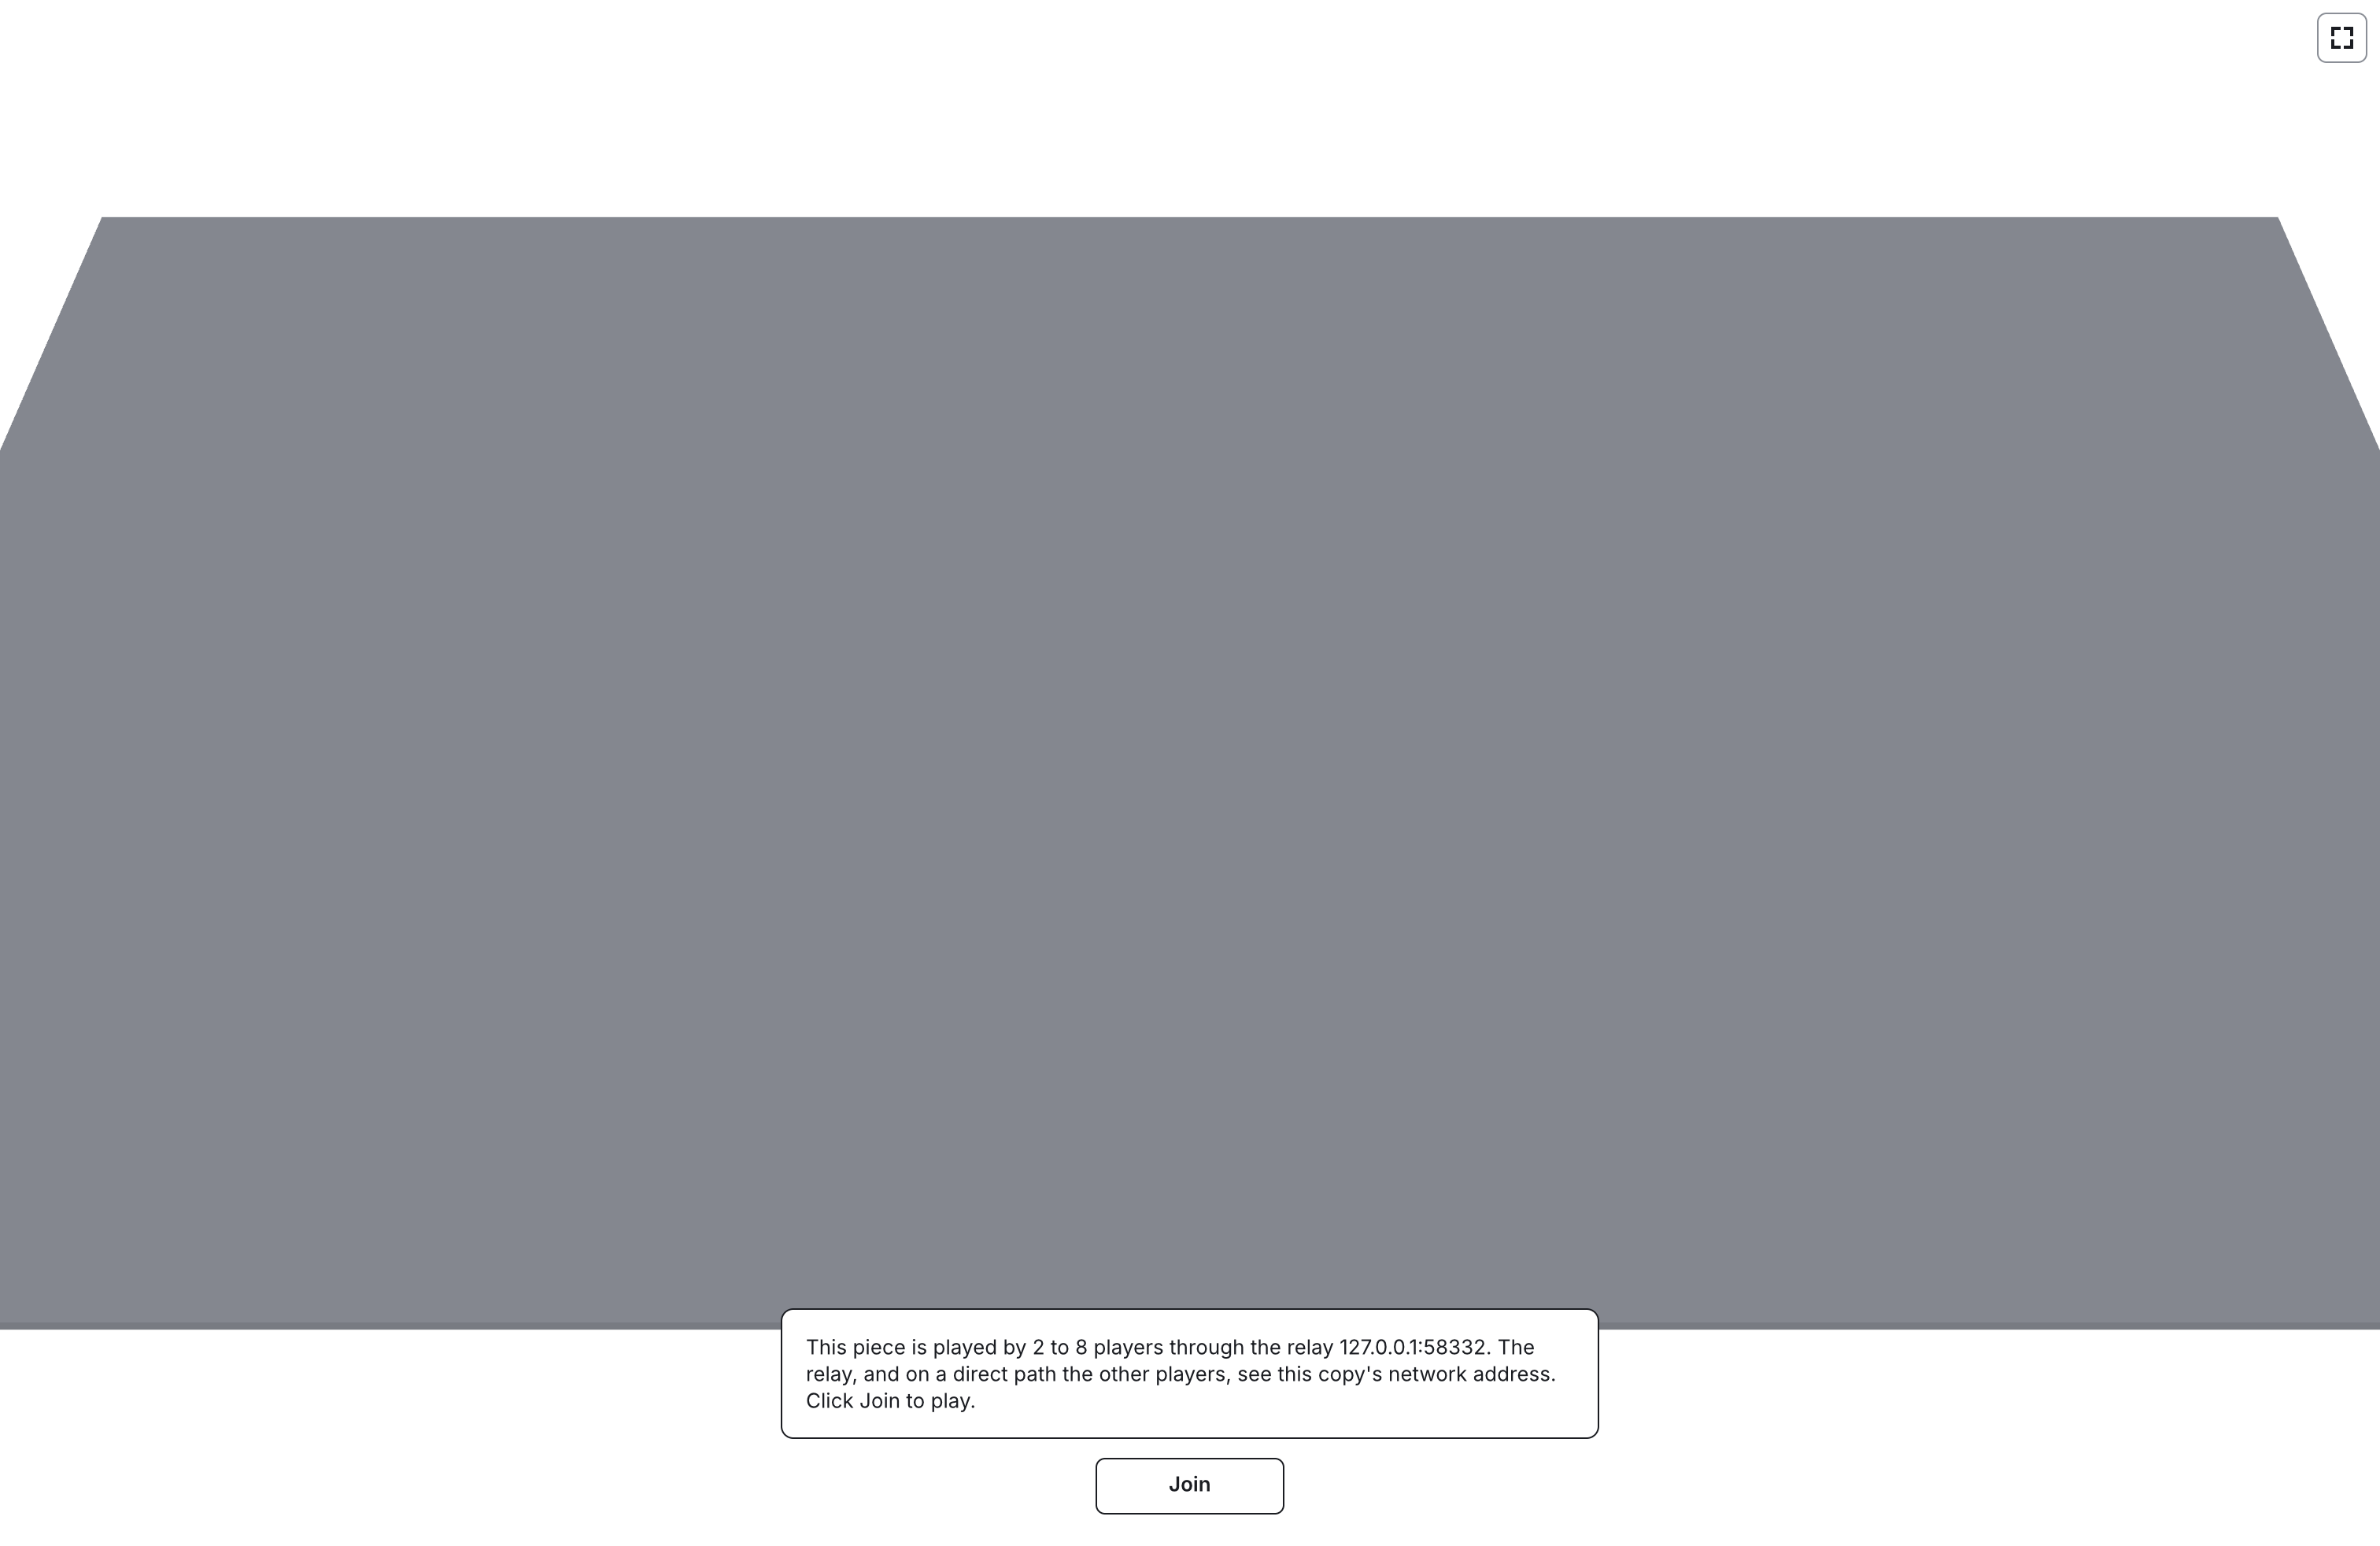 This piece is played by 2 to 8 players through the relay 127.0.0.1:58332. The
relay, and on a direct path the other players, see this copy's network address.
Click Join to play.
Join